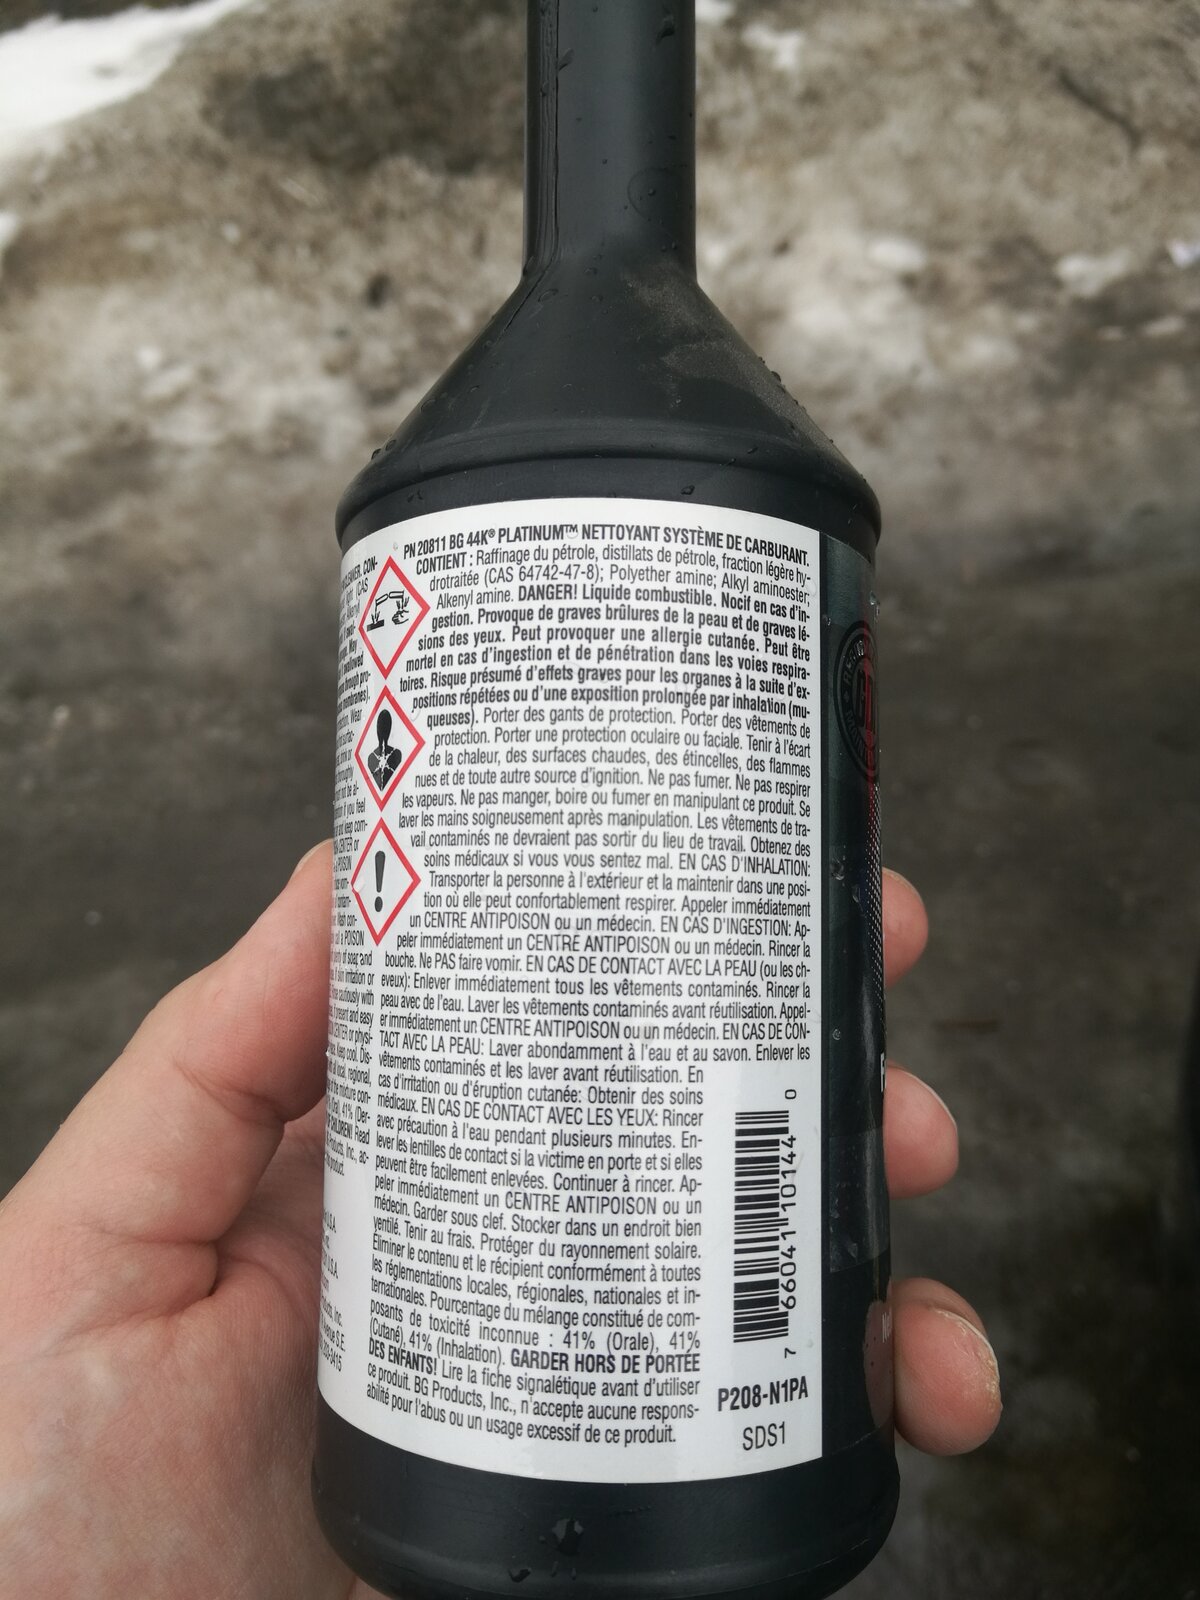 PN 20811 BG 44K® PLATINUM™ NETTOYANT SYSTÈME DE CARBURANT.
CONTIENT : Raffinage du pétrole, distillats de pétrole, fraction légère hy-
drotraitée (CAS 64742-47-8); Polyether amine; Alkyl aminoester;
Alkenyl amine. DANGER! Liquide combustible. Nocif en cas d'in-
gestion. Provoque de graves brûlures de la peau et de graves lé-
sions des yeux. Peut provoquer une allergie cutanée. Peut être
mortel en cas d'ingestion et de pénétration dans les voies respira-
toires. Risque présumé d'effets graves pour les organes à la suite d'ex-
positions répétées ou d'une exposition prolongée par inhalation (mu-
queuses). Porter des gants de protection. Porter des vêtements de
protection. Porter une protection oculaire ou faciale. Tenir à l'écart
de la chaleur, des surfaces chaudes, des étincelles, des flammes
nues et de toute autre source d'ignition. Ne pas fumer. Ne pas respirer
les vapeurs. Ne pas manger, boire ou fumer en manipulant ce produit. Se
laver les mains soigneusement après manipulation. Les vêtements de tra-
vail contaminés ne devraient pas sortir du lieu de travail. Obtenez des
soins médicaux si vous vous sentez mal. EN CAS D'INHALATION:
Transporter la personne à l'extérieur et la maintenir dans une posi-
tion où elle peut confortablement respirer. Appeler immédiatement
un CENTRE ANTIPOISON ou un médecin. EN CAS D'INGESTION: Ap-
peler immédiatement un CENTRE ANTIPOISON ou un médecin. Rincer la
bouche. Ne PAS faire vomir. EN CAS DE CONTACT AVEC LA PEAU (ou les ch-
eveux): Enlever immédiatement tous les vêtements contaminés. Rincer la
peau avec de l'eau. Laver les vêtements contaminés avant réutilisation. Appel-
er immédiatement un CENTRE ANTIPOISON ou un médecin. EN CAS DE CON-
TACT AVEC LA PEAU: Laver abondamment à l'eau et au savon. Enlever les
vêtements contaminés et les laver avant réutilisation. En
cas d'irritation ou d'éruption cutanée: Obtenir des soins
médicaux. EN CAS DE CONTACT AVEC LES YEUX: Rincer
avec précaution à l'eau pendant plusieurs minutes. En-
lever les lentilles de contact si la victime en porte et si elles
peuvent être facilement enlevées. Continuer à rincer. Ap-
peler immédiatement un CENTRE ANTIPOISON ou un
médecin. Garder sous clef. Stocker dans un endroit bien
ventilé. Tenir au frais. Protéger du rayonnement solaire.
Éliminer le contenu et le récipient conformément à toutes
les réglementations locales, régionales, nationales et in-
ternationales. Pourcentage du mélange constitué de com-
posants de toxicité inconnue : 41% (Orale), 41%
(Cutané), 41% (Inhalation). GARDER HORS DE PORTÉE
DES ENFANTS! Lire la fiche signalétique avant d'utiliser
ce produit. BG Products, Inc., n'accepte aucune respons-
abilité pour l'abus ou un usage excessif de ce produit.
7 66041 10144 0
P208-N1PA
SDS1